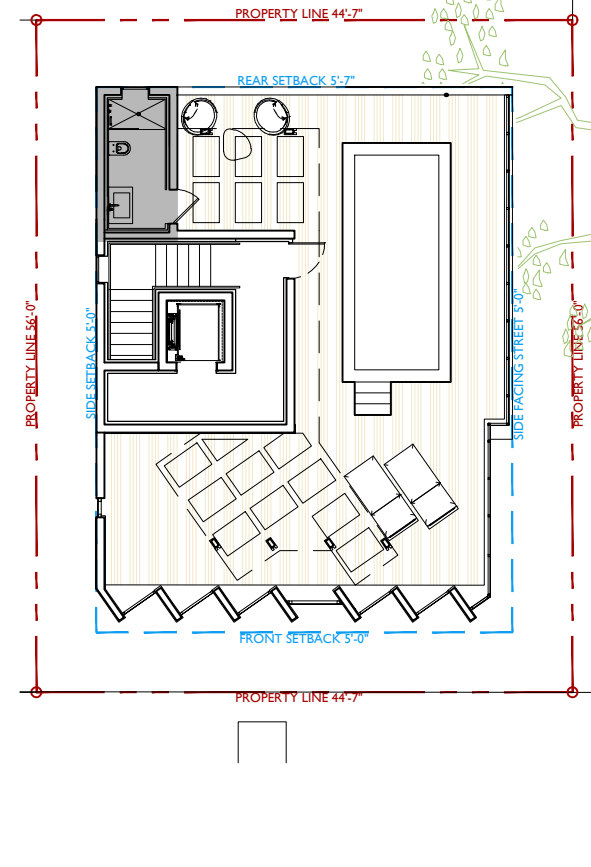 PROPERTY LINE 44'-7"
REAR SETBACK 5'-7"
PROPERTY LINE 56'-0"
SIDE SETBACK 5'-0"
SIDE FACING STREET 5'-0"
PROPERTY LINE 56'-0"
FRONT SETBACK 5'-0"
PROPERTY LINE 44'-7"